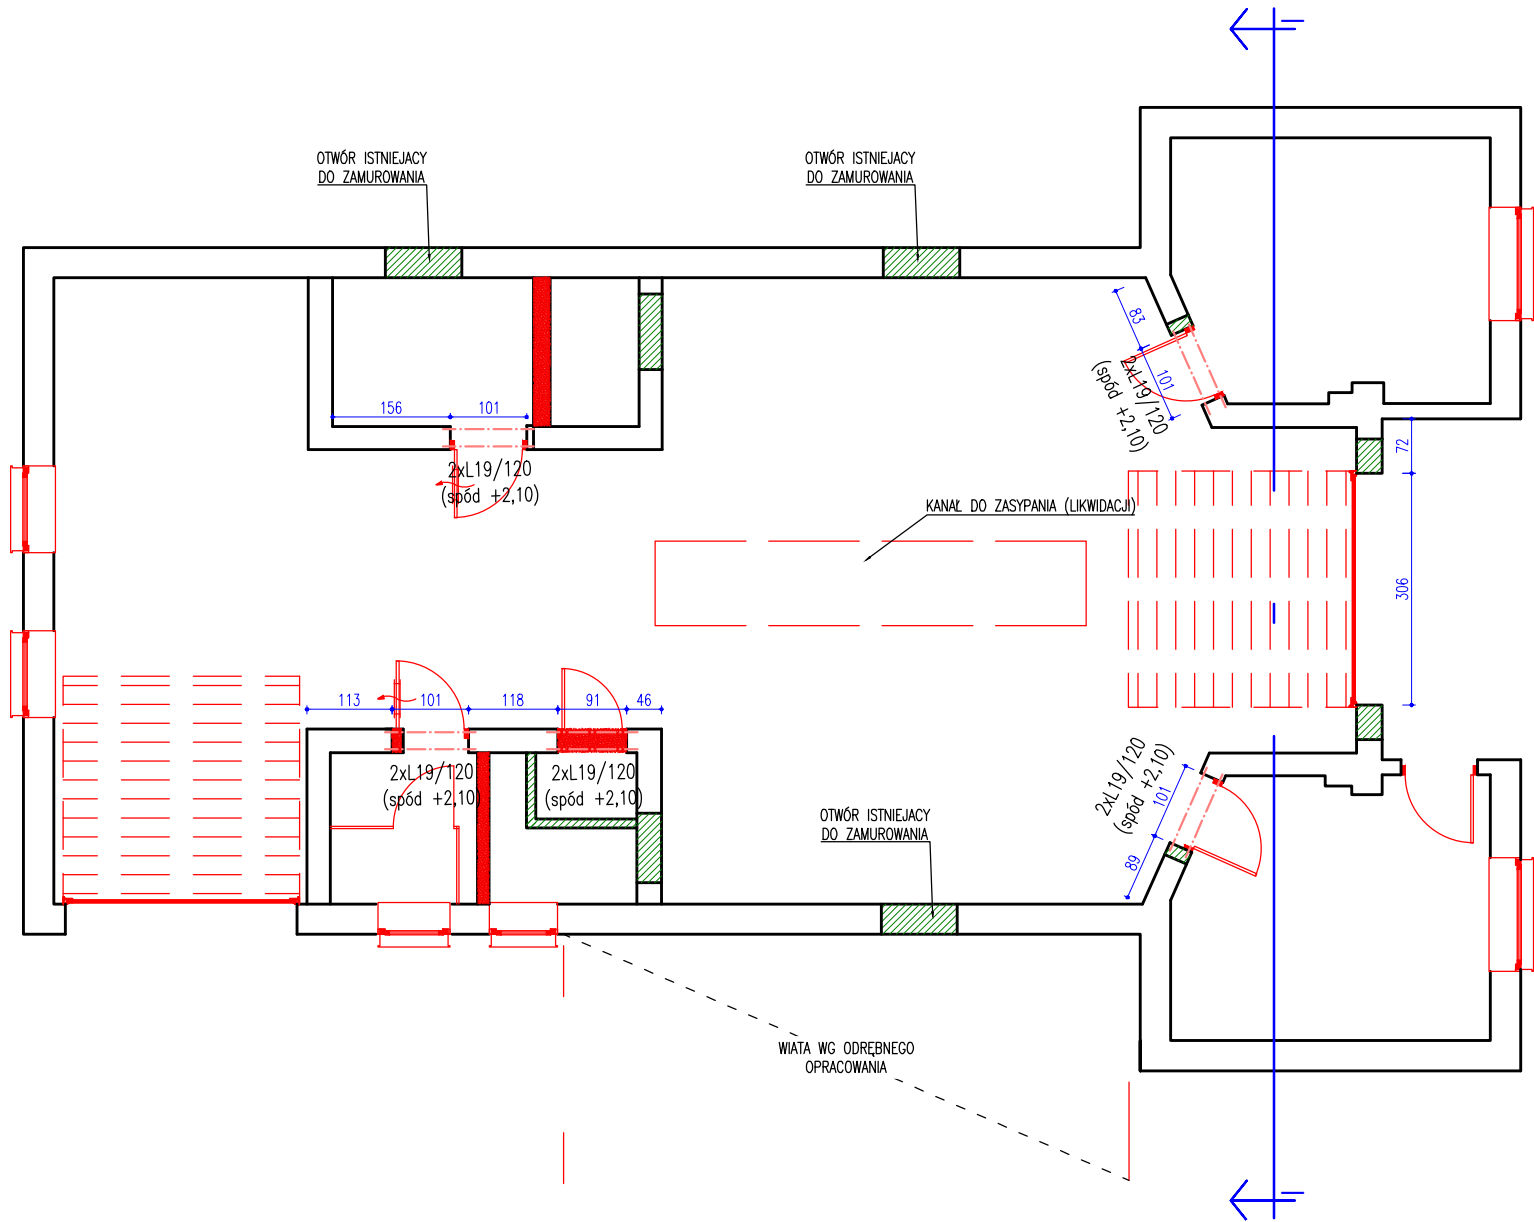 OTWÓR ISTNIEJACY
DO ZAMUROWANIA
OTWÓR ISTNIEJACY
DO ZAMUROWANIA
I
83
101
2xL19/120
(spód +2,10)
156
101
2xL19/120
(spód +2,10)
72
KANAŁ DO ZASYPANIA (LIKWIDACJI)
306
113
101
118
91
46
2xL19/120
(spód +2,10)
2xL19/120
(spód +2,10)
2xL19/120
(spód +2,10)
101
89
OTWÓR ISTNIEJACY
DO ZAMUROWANIA
WIATA WG ODRĘBNEGO
OPRACOWANIA
I